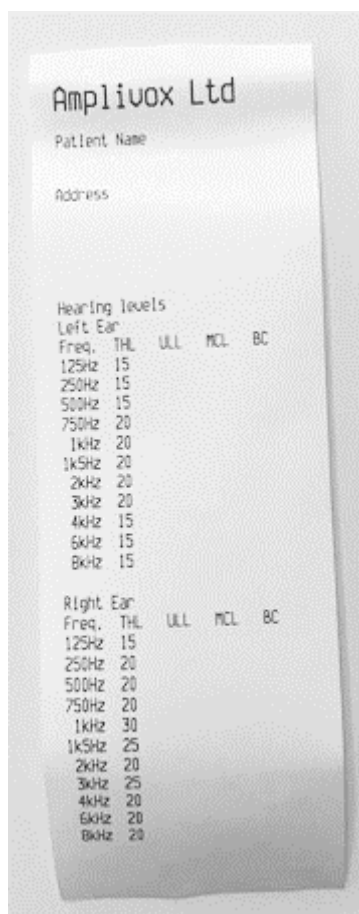 Amplivox Ltd
Patient Name
Address
Hearing levels
Left Ear
Freq. THL ULL MCL BC
125Hz 15
250Hz 15
500Hz 15
750Hz 20
1kHz 20
1k5Hz 20
2kHz 20
3kHz 20
4kHz 15
6kHz 15
8kHz 15
Right Ear
Freq. THL ULL MCL BC
125Hz 15
250Hz 20
500Hz 20
750Hz 20
1kHz 30
1k5Hz 25
2kHz 20
3kHz 25
4kHz 20
6kHz 20
8kHz 20